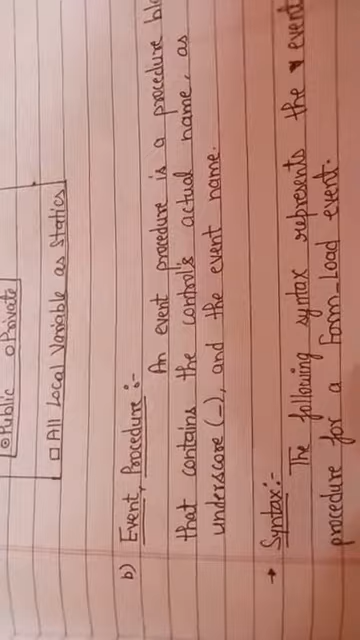 ⦿ Public ○ Private
□ All Local Variable as Statics
b) Event Procedure :-
An event procedure is a procedure
that contains the control's actual name, as
underscore (_), and the event name.
→ Syntax:-
The following syntax represents the event
procedure for a Form_Load event.